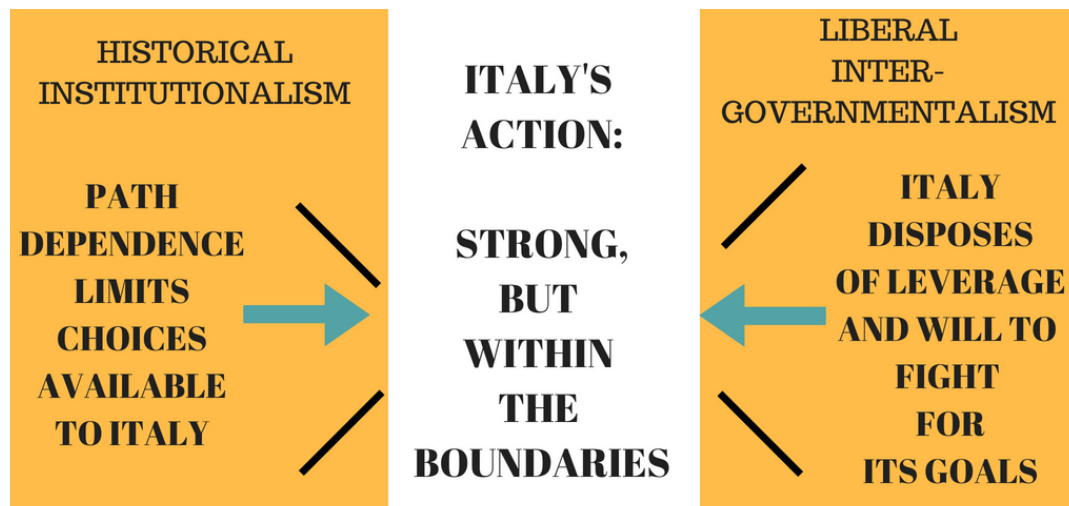 HISTORICAL
INSTITUTIONALISM
PATH
DEPENDENCE
LIMITS
CHOICES
AVAILABLE
TO ITALY
ITALY'S
ACTION:
STRONG,
BUT
WITHIN
THE
BOUNDARIES
LIBERAL
INTER-
GOVERNMENTALISM
ITALY
DISPOSES
OF LEVERAGE
AND WILL TO
FIGHT
FOR
ITS GOALS